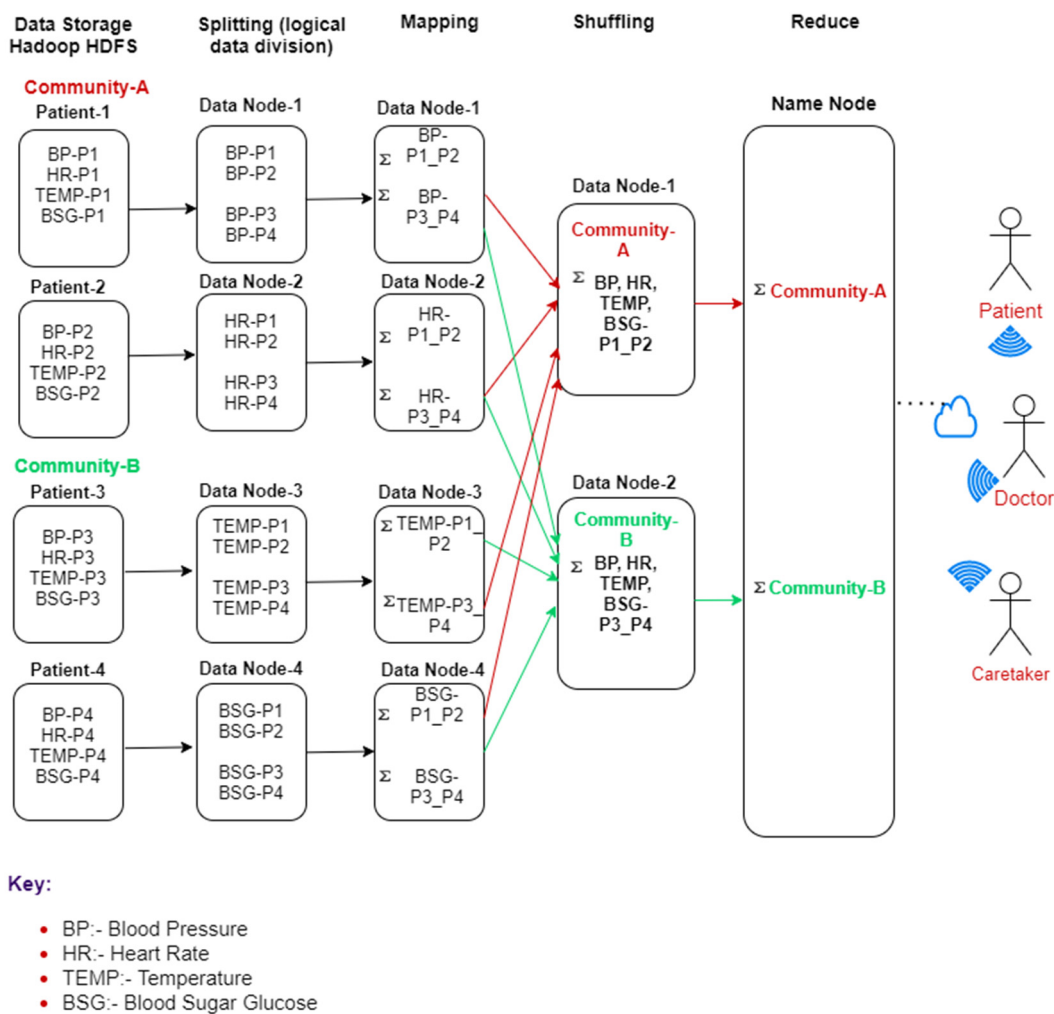 Data Storage
Hadoop HDFS
Splitting (logical
data division)
Mapping
Shuffling
Reduce
Community-A
Patient-1
BP-P1
HR-P1
TEMP-P1
BSG-P1
Data Node-1
BP-P1
BP-P2
BP-P3
BP-P4
Data Node-1
Σ BP-
P1_P2
Σ BP-
P3_P4
Patient-2
BP-P2
HR-P2
TEMP-P2
BSG-P2
Data Node-2
HR-P1
HR-P2
HR-P3
HR-P4
Data Node-2
Σ HR-
P1_P2
Σ HR-
P3_P4
Community-B
Patient-3
BP-P3
HR-P3
TEMP-P3
BSG-P3
Data Node-3
TEMP-P1
TEMP-P2
TEMP-P3
TEMP-P4
Data Node-3
Σ TEMP-P1_
P2
Σ TEMP-P3_
P4
Patient-4
BP-P4
HR-P4
TEMP-P4
BSG-P4
Data Node-4
BSG-P1
BSG-P2
BSG-P3
BSG-P4
Data Node-4
Σ BSG-
P1_P2
Σ BSG-
P3_P4
Data Node-1
Community-
A
Σ BP, HR,
TEMP,
BSG-
P1_P2
Data Node-2
Community-
B
Σ BP, HR,
TEMP,
BSG-
P3_P4
Name Node
Σ Community-A
Σ Community-B
Patient
Doctor
Caretaker
Key:
BP:- Blood Pressure
HR:- Heart Rate
TEMP:- Temperature
BSG:- Blood Sugar Glucose